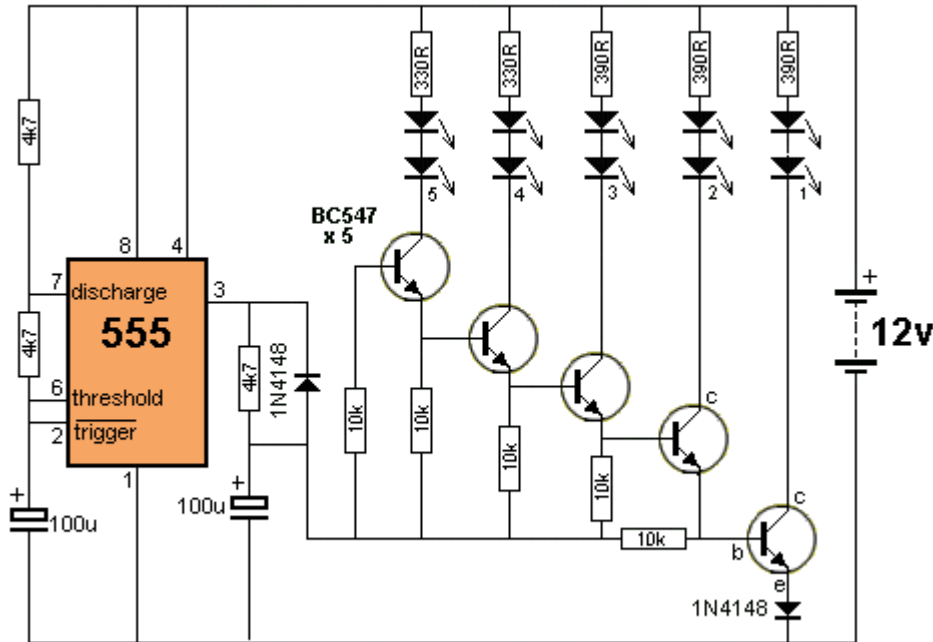 330R
330R
390R
390R
390R
4k7
5
4
3
2
1
BC547
x 5
8
4
7
discharge
3
+
555
12v
4k7
4k7
1N4148
6
threshold
c
2
trigger
10k
10k
10k
10k
1
+
100u
+
100u
c
10k
b
e
1N4148